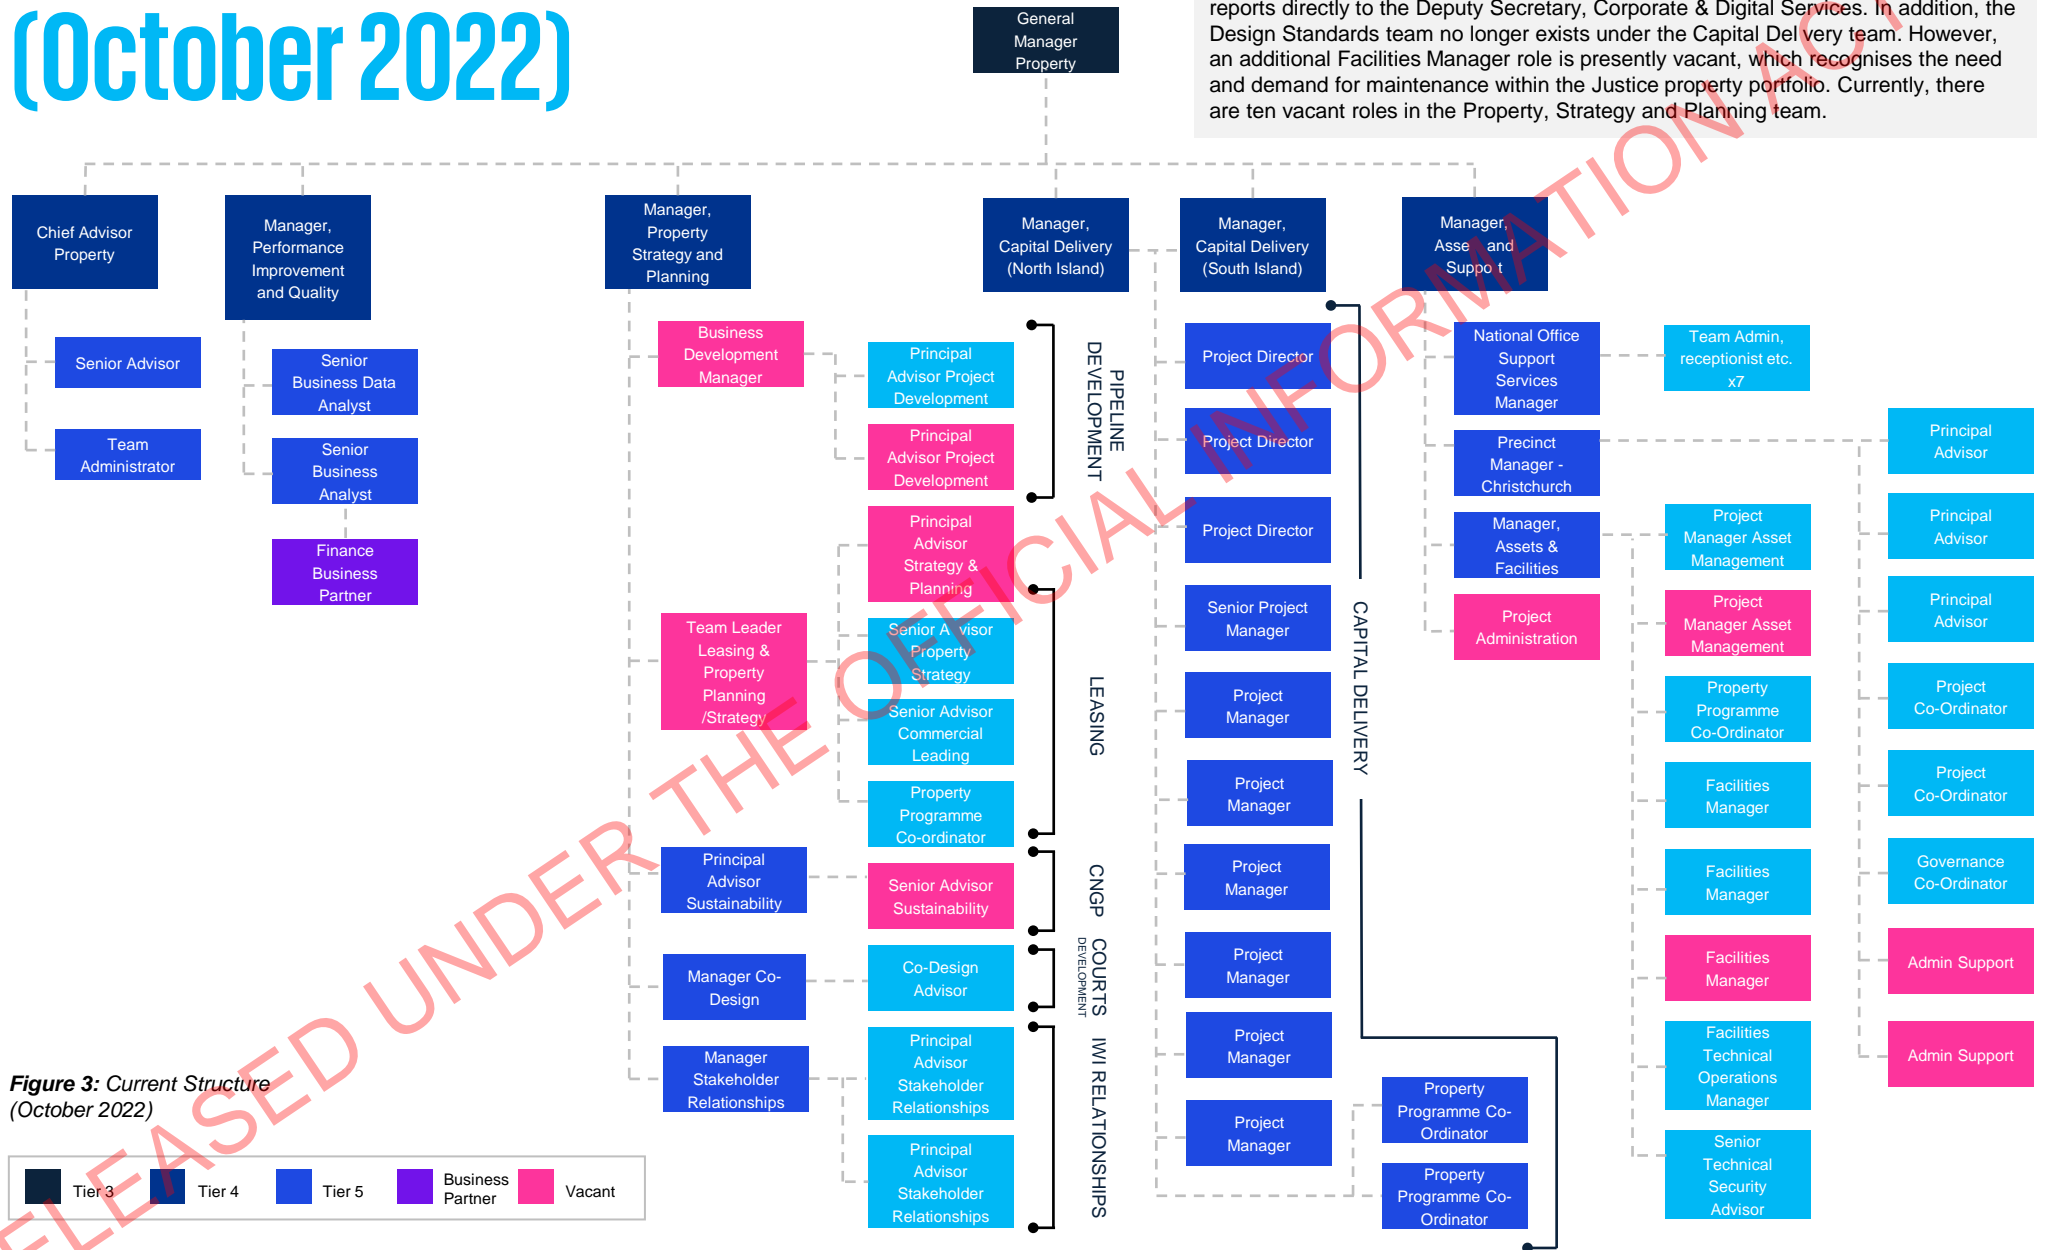 (October 2022)
reports directly to the Deputy Secretary, Corporate & Digital Services. In addition, the
Design Standards team no longer exists under the Capital Del very team. However,
an additional Facilities Manager role is presently vacant, which recognises the need
and demand for maintenance within the Justice property portfolio. Currently, there
are ten vacant roles in the Property, Strategy and Planning team.
General
Manager
Property
Chief Advisor
Property
Manager,
Performance
Improvement
and Quality
Manager,
Property
Strategy and
Planning
Manager,
Capital Delivery
(North Island)
Manager,
Capital Delivery
(South Island)
Manager,
Asse and
Suppo t
Senior Advisor
Team
Administrator
Senior
Business Data
Analyst
Senior
Business
Analyst
Finance
Business
Partner
Business
Development
Manager
Team Leader
Leasing &
Property
Planning
/Strategy
Principal
Advisor
Sustainability
Manager Co-
Design
Manager
Stakeholder
Relationships
Principal
Advisor Project
Development
Principal
Advisor Project
Development
Principal
Advisor
Strategy &
Planning
Senior A visor
Property
Strategy
Senior Advisor
Commercial
Leading
Property
Programme
Co-ordinator
Senior Advisor
Sustainability
Co-Design
Advisor
Principal
Advisor
Stakeholder
Relationships
Principal
Advisor
Stakeholder
Relationships
PIPELINE
DEVELOPMENT
LEASING
CNGP
COURTS
DEVELOPMENT
IWI RELATIONSHIPS
Project Director
Project Director
Project Director
Senior Project
Manager
Project
Manager
Project
Manager
Project
Manager
Project
Manager
Project
Manager
Project
Manager
Property
Programme Co-
Ordinator
Property
Programme Co-
Ordinator
CAPITAL DELIVERY
National Office
Support
Services
Manager
Precinct
Manager -
Christchurch
Manager,
Assets &
Facilities
Project
Administration
Team Admin,
receptionist etc.
x7
Project
Manager Asset
Management
Project
Manager Asset
Management
Property
Programme
Co-Ordinator
Facilities
Manager
Facilities
Manager
Facilities
Manager
Facilities
Technical
Operations
Manager
Senior
Technical
Security
Advisor
Principal
Advisor
Principal
Advisor
Principal
Advisor
Project
Co-Ordinator
Project
Co-Ordinator
Governance
Co-Ordinator
Admin Support
Admin Support
Figure 3: Current Structure
(October 2022)
Tier 3
Tier 4
Tier 5
Business
Partner
Vacant
ELEASED UNDER THE OFFICIAL INFORMATION ACT